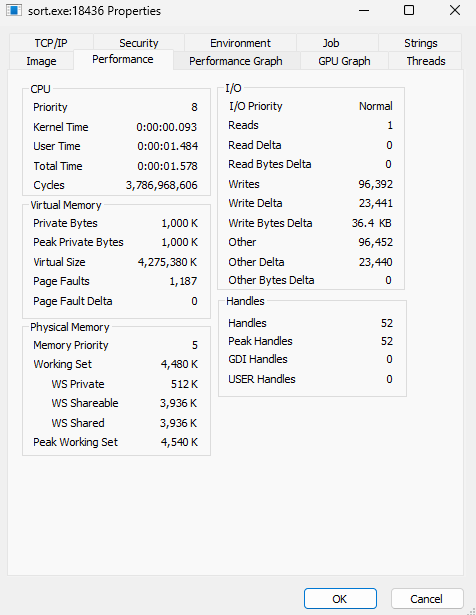 sort.exe:18436 Properties
TCP/IP Security Environment Job Strings
Image Performance Performance Graph GPU Graph Threads
CPU
Priority 8
Kernel Time 0:00:00.093
User Time 0:00:01.484
Total Time 0:00:01.578
Cycles 3,786,968,606
Virtual Memory
Private Bytes 1,000 K
Peak Private Bytes 1,000 K
Virtual Size 4,275,380 K
Page Faults 1,187
Page Fault Delta 0
Physical Memory
Memory Priority 5
Working Set 4,480 K
WS Private 512 K
WS Shareable 3,936 K
WS Shared 3,936 K
Peak Working Set 4,540 K
I/O
I/O Priority Normal
Reads 1
Read Delta 0
Read Bytes Delta 0
Writes 96,392
Write Delta 23,441
Write Bytes Delta 36.4 KB
Other 96,452
Other Delta 23,440
Other Bytes Delta 0
Handles
Handles 52
Peak Handles 52
GDI Handles 0
USER Handles 0
OK Cancel